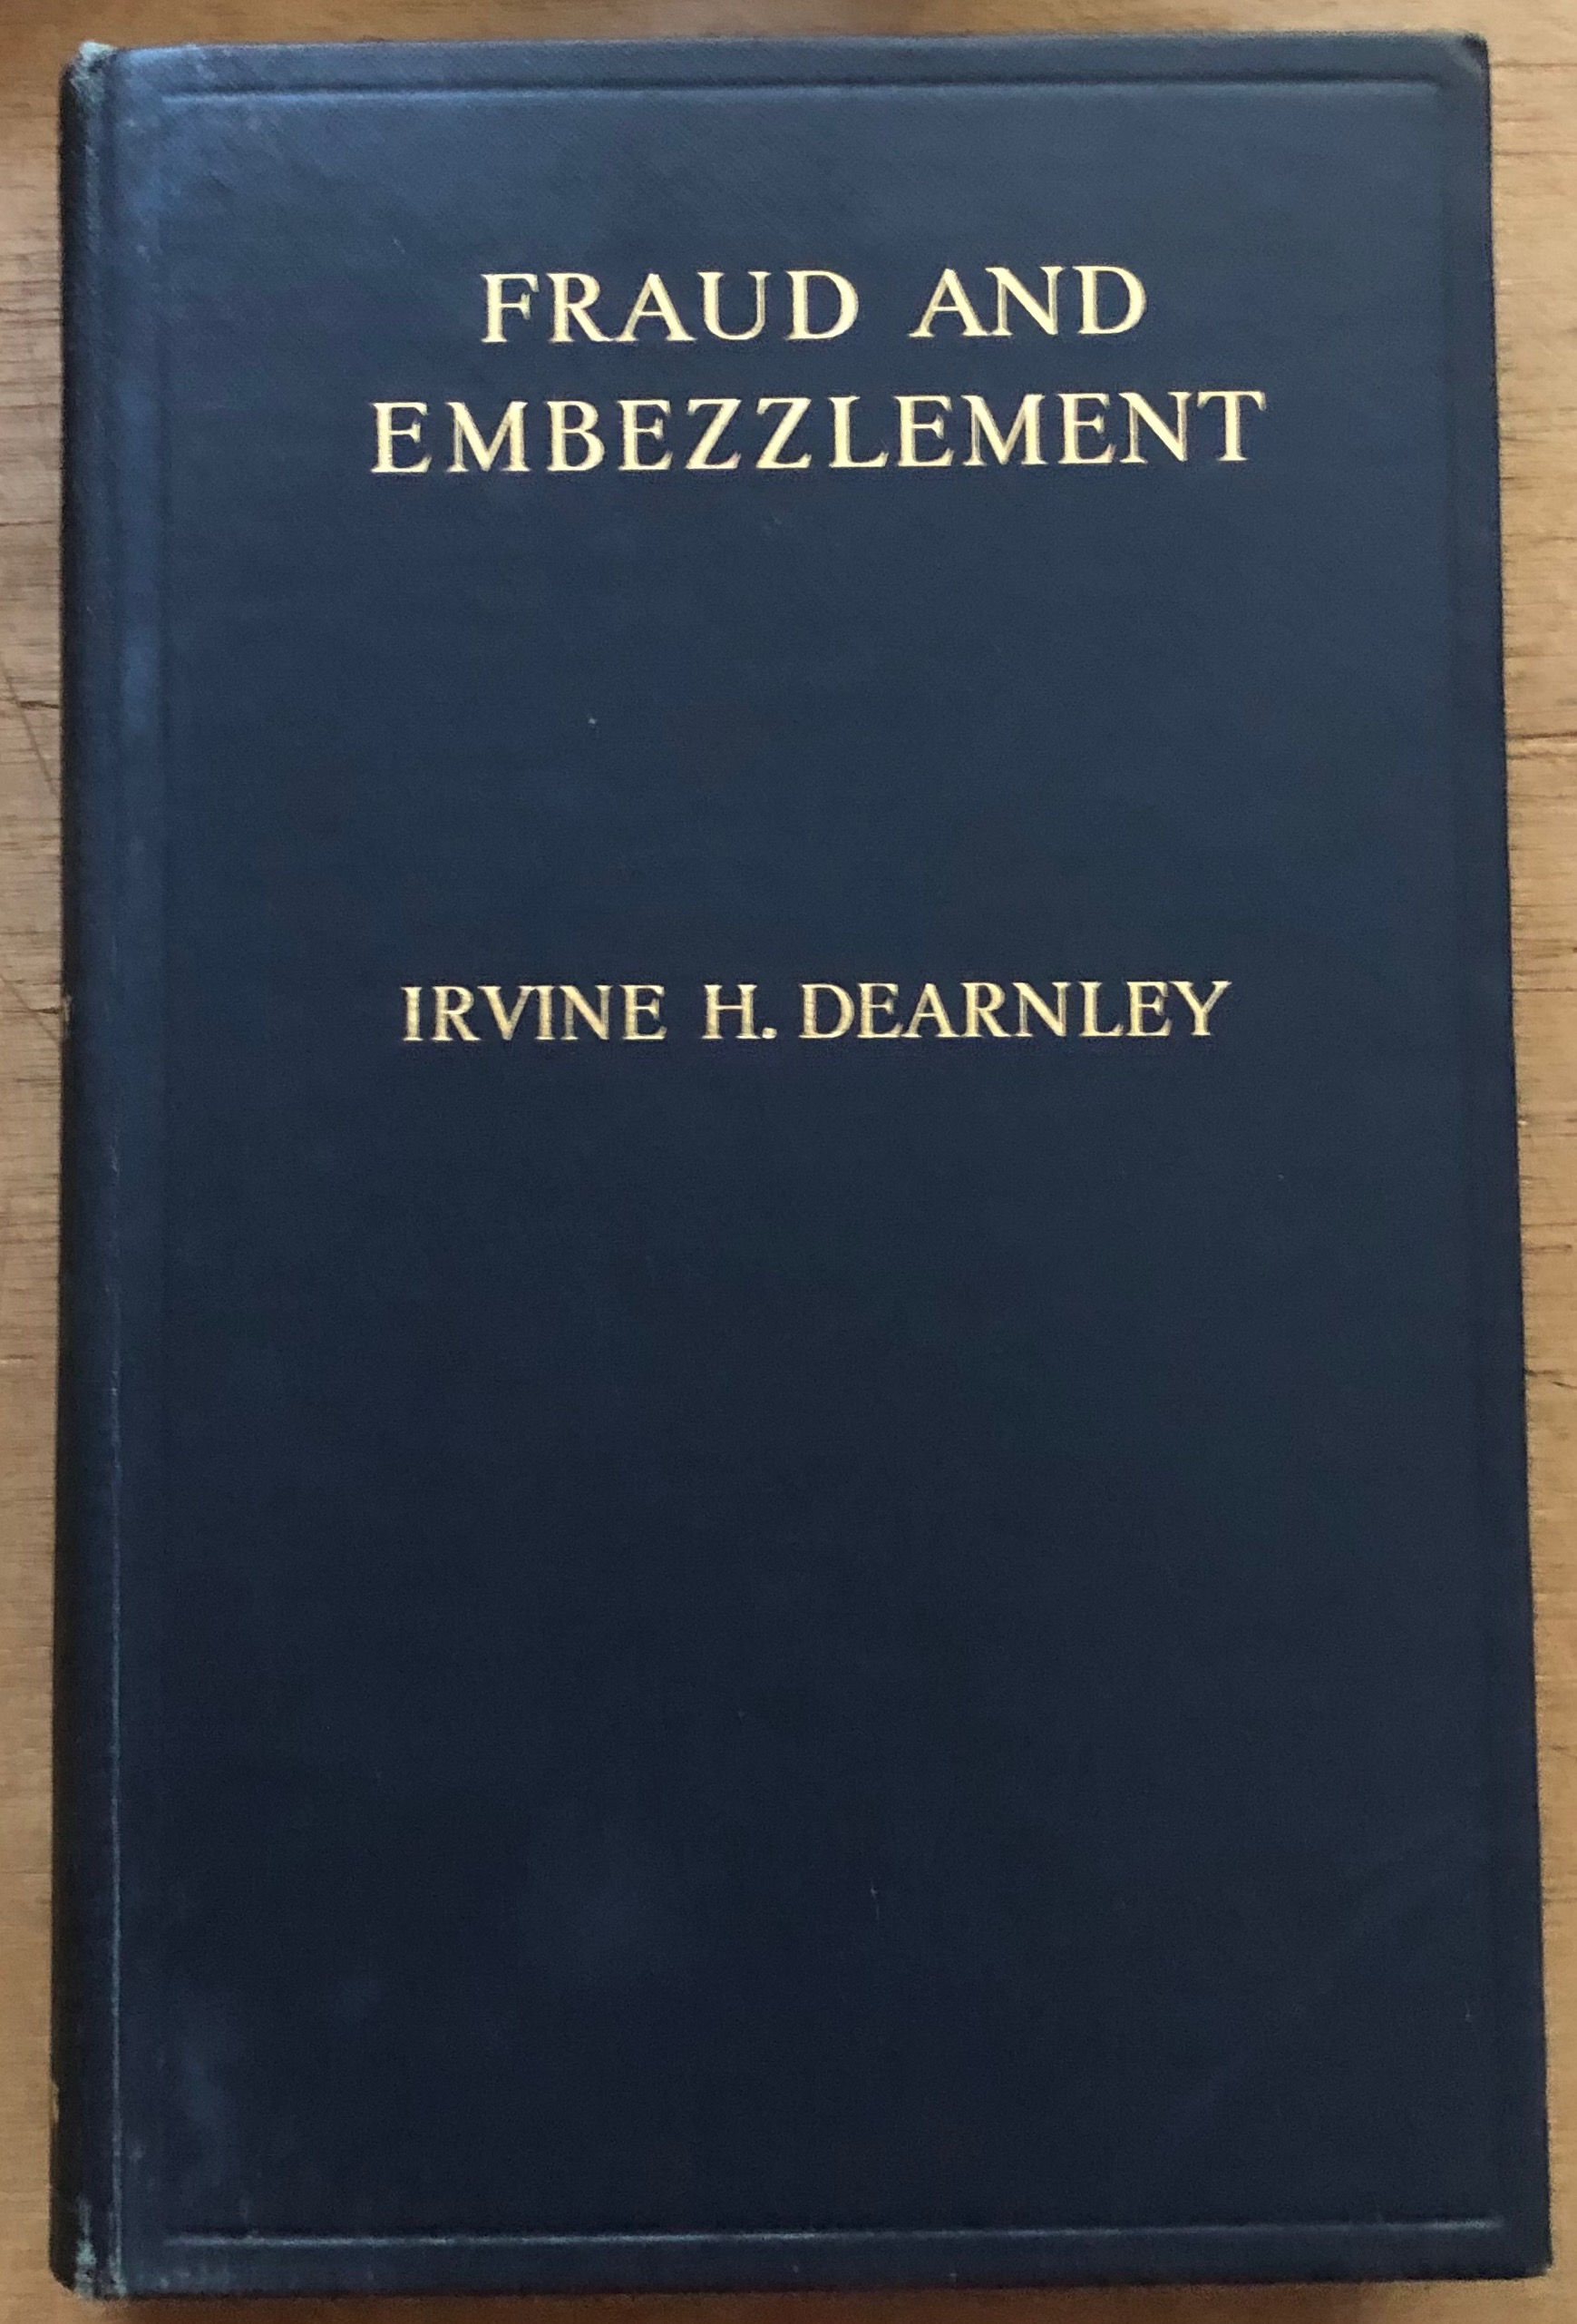 FRAUD AND
EMBEZZLEMENT
IRVINE H. DEARNLEY